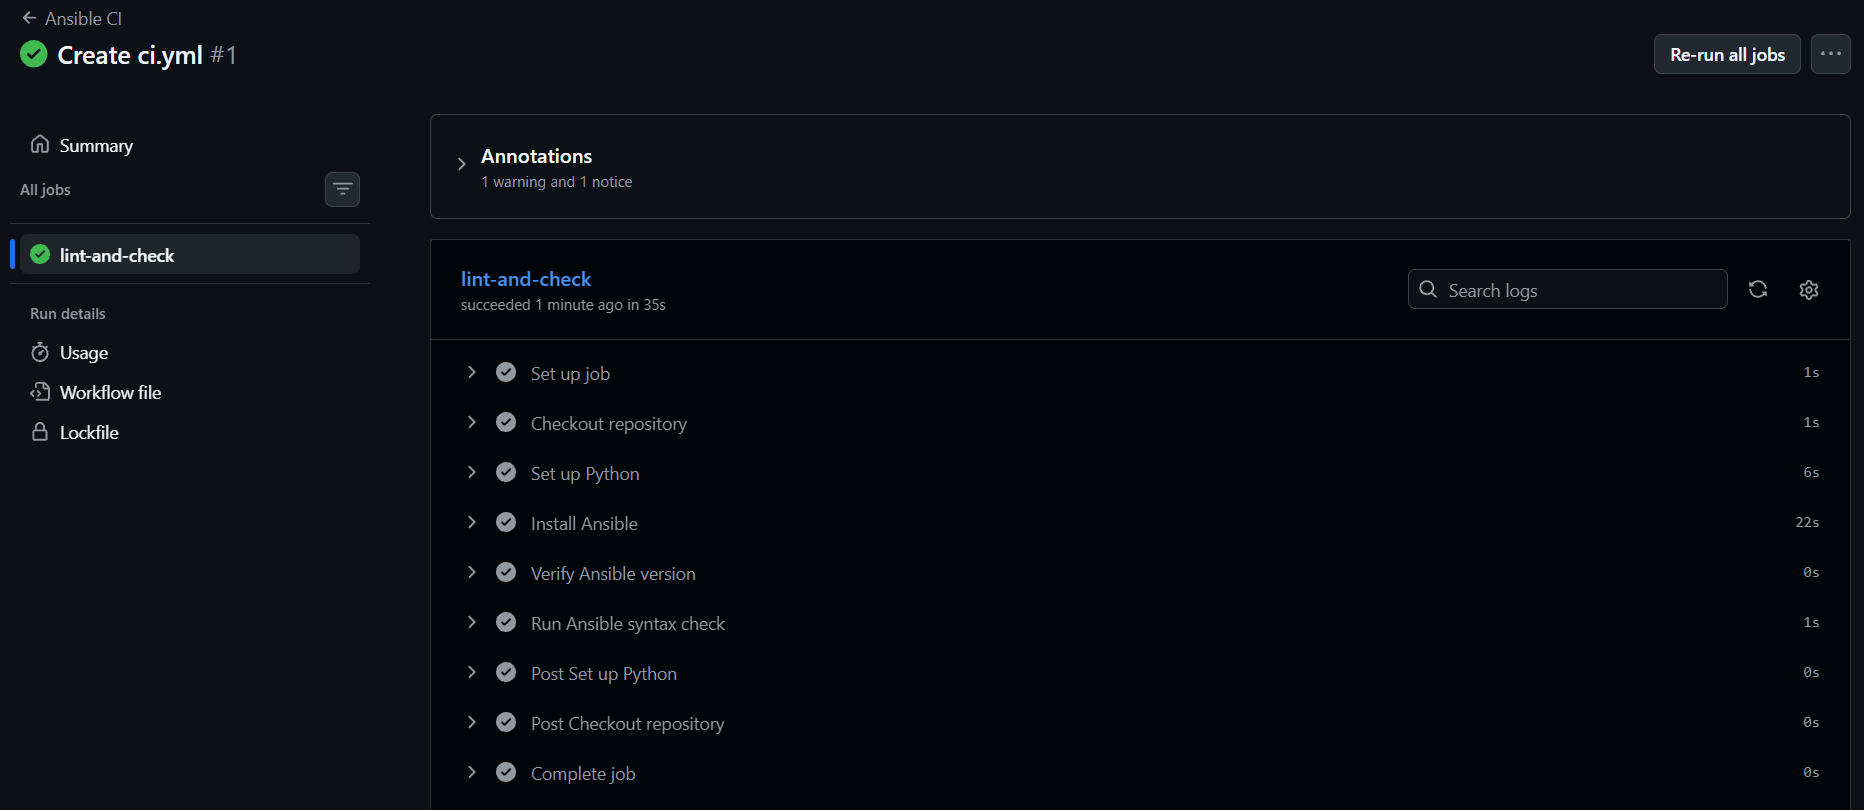 Ansible CI
Create ci.yml #1
Re-run all jobs
Summary
All jobs
lint-and-check
Run details
Usage
Workflow file
Lockfile
Annotations
1 warning and 1 notice
lint-and-check
succeeded 1 minute ago in 35s
Search logs
Set up job 1s
Checkout repository 1s
Set up Python 6s
Install Ansible 22s
Verify Ansible version 0s
Run Ansible syntax check 1s
Post Set up Python 0s
Post Checkout repository 0s
Complete job 0s